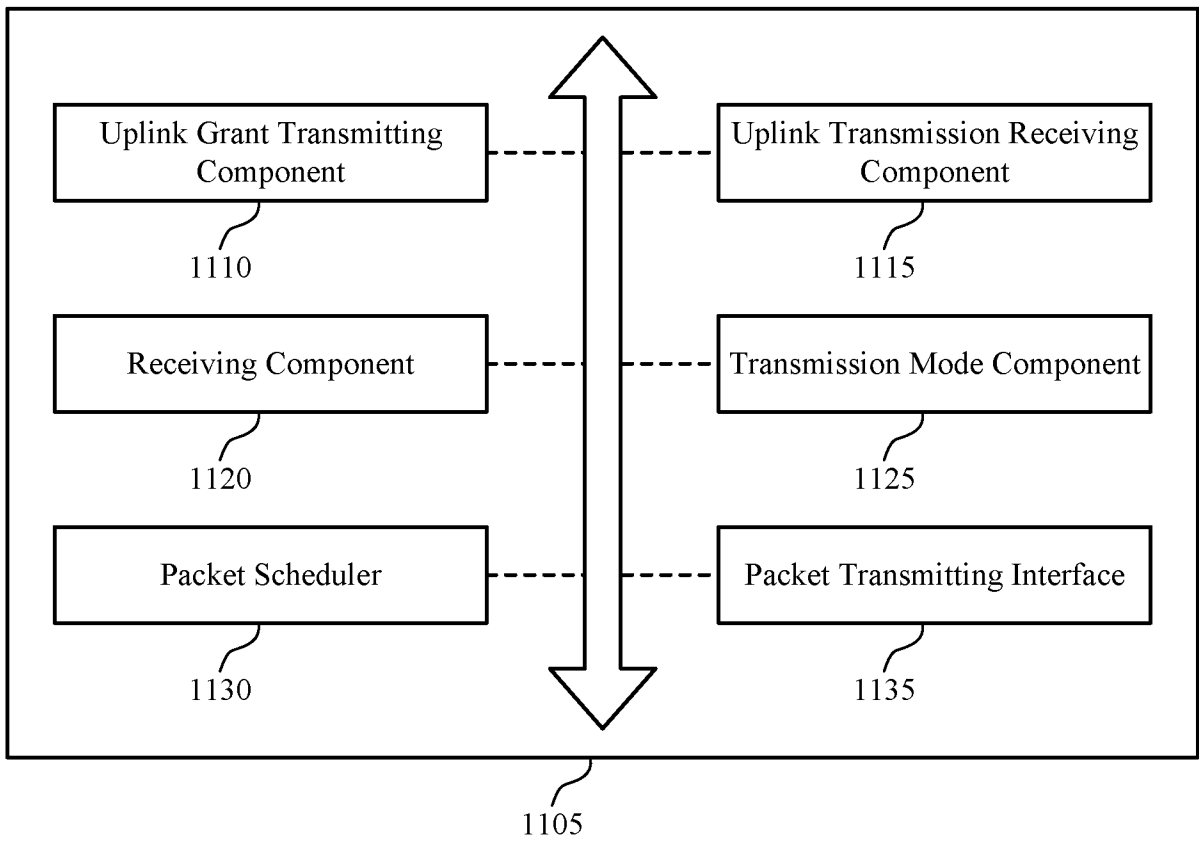 Uplink Grant Transmitting
Component
1110
Uplink Transmission Receiving
Component
1115
Receiving Component
1120
Transmission Mode Component
1125
Packet Scheduler
1130
Packet Transmitting Interface
1135
1105